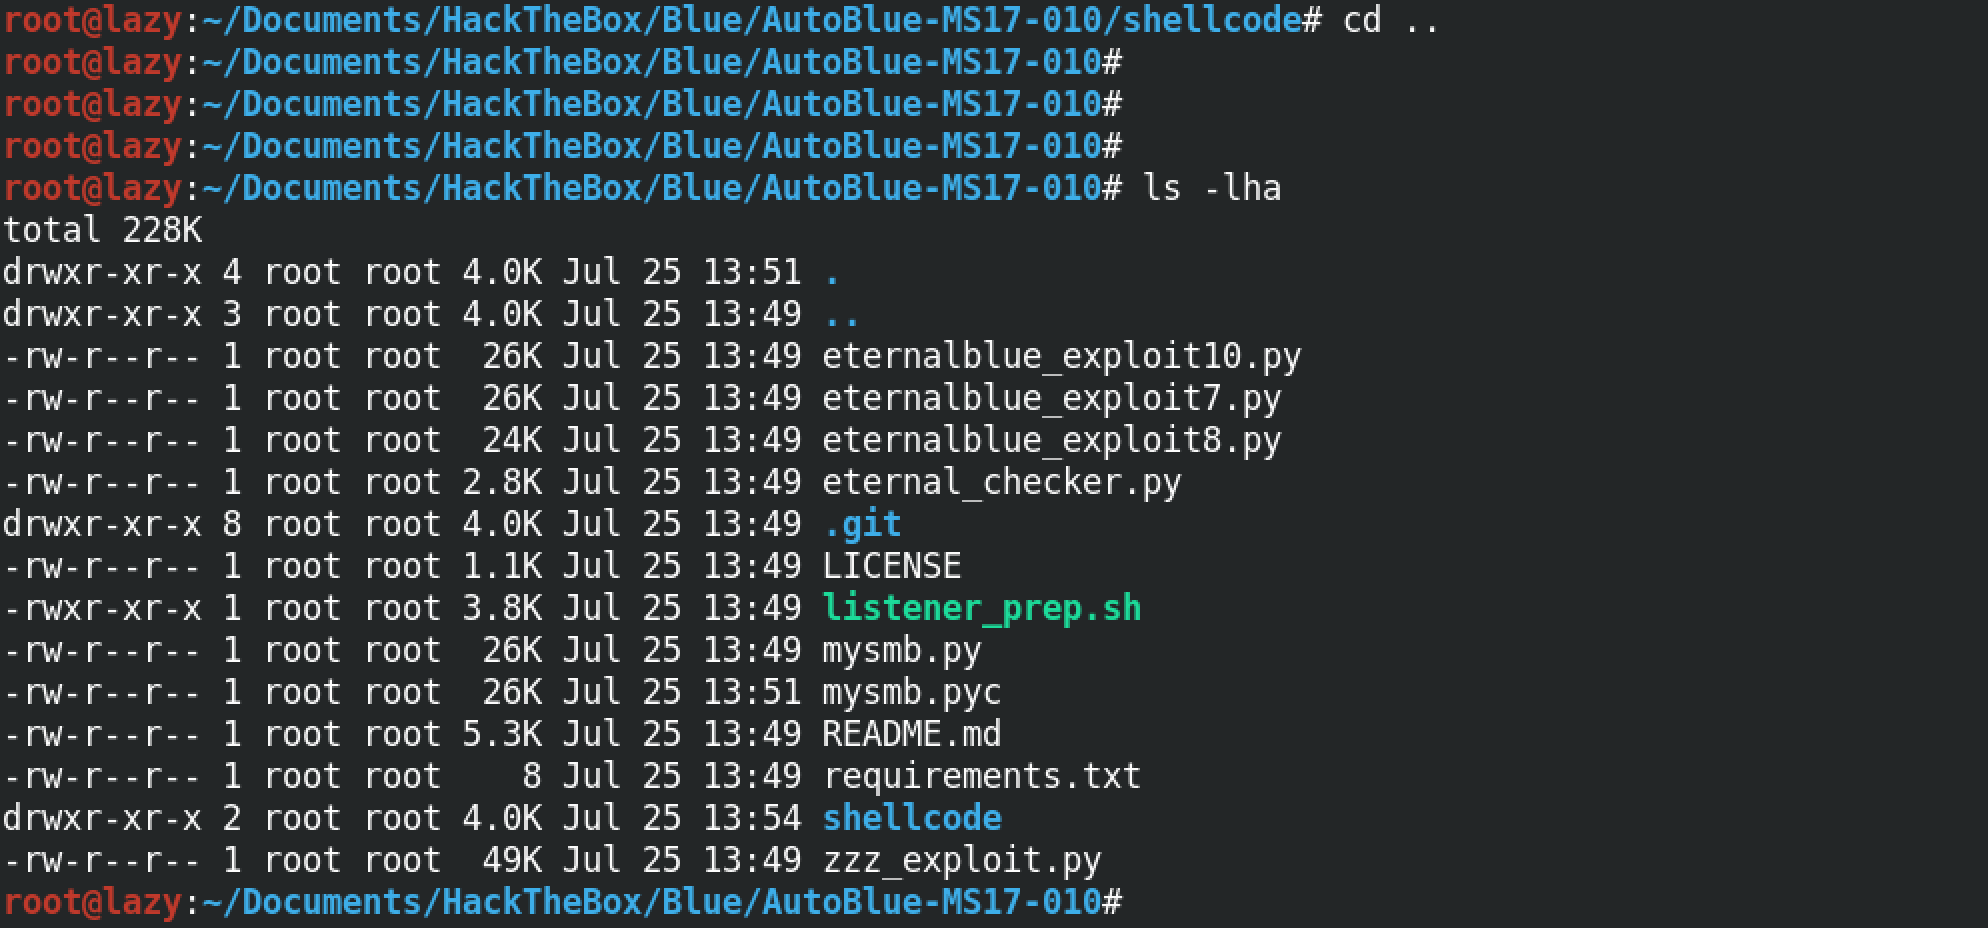 root@lazy:~/Documents/HackTheBox/Blue/AutoBlue-MS17-010/shellcode# cd ..
root@lazy:~/Documents/HackTheBox/Blue/AutoBlue-MS17-010#
root@lazy:~/Documents/HackTheBox/Blue/AutoBlue-MS17-010#
root@lazy:~/Documents/HackTheBox/Blue/AutoBlue-MS17-010#
root@lazy:~/Documents/HackTheBox/Blue/AutoBlue-MS17-010# ls -lha
total 228K
drwxr-xr-x 4 root root 4.0K Jul 25 13:51 .
drwxr-xr-x 3 root root 4.0K Jul 25 13:49 ..
-rw-r--r-- 1 root root  26K Jul 25 13:49 eternalblue_exploit10.py
-rw-r--r-- 1 root root  26K Jul 25 13:49 eternalblue_exploit7.py
-rw-r--r-- 1 root root  24K Jul 25 13:49 eternalblue_exploit8.py
-rw-r--r-- 1 root root 2.8K Jul 25 13:49 eternal_checker.py
drwxr-xr-x 8 root root 4.0K Jul 25 13:49 .git
-rw-r--r-- 1 root root 1.1K Jul 25 13:49 LICENSE
-rwxr-xr-x 1 root root 3.8K Jul 25 13:49 listener_prep.sh
-rw-r--r-- 1 root root  26K Jul 25 13:49 mysmb.py
-rw-r--r-- 1 root root  26K Jul 25 13:51 mysmb.pyc
-rw-r--r-- 1 root root 5.3K Jul 25 13:49 README.md
-rw-r--r-- 1 root root    8 Jul 25 13:49 requirements.txt
drwxr-xr-x 2 root root 4.0K Jul 25 13:54 shellcode
-rw-r--r-- 1 root root  49K Jul 25 13:49 zzz_exploit.py
root@lazy:~/Documents/HackTheBox/Blue/AutoBlue-MS17-010#